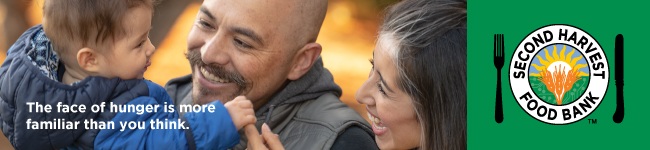 The face of hunger is more
familiar than you think.
SECOND HARVEST
FOOD BANK
TM